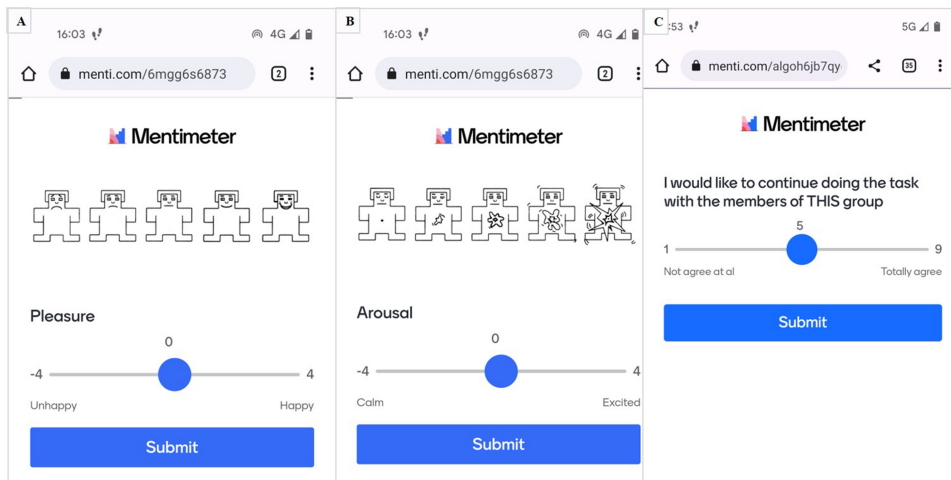 A
16:03
4G
menti.com/6mgg6s6873
2
Mentimeter
Pleasure
0
-4
4
Unhappy
Happy
Submit
B
16:03
4G
menti.com/6mgg6s6873
2
Mentimeter
Arousal
0
-4
4
Calm
Excited
Submit
C
:53
5G
menti.com/algoh6jb7qy
35
Mentimeter
I would like to continue doing the task
with the members of THIS group
5
1
9
Not agree at al
Totally agree
Submit